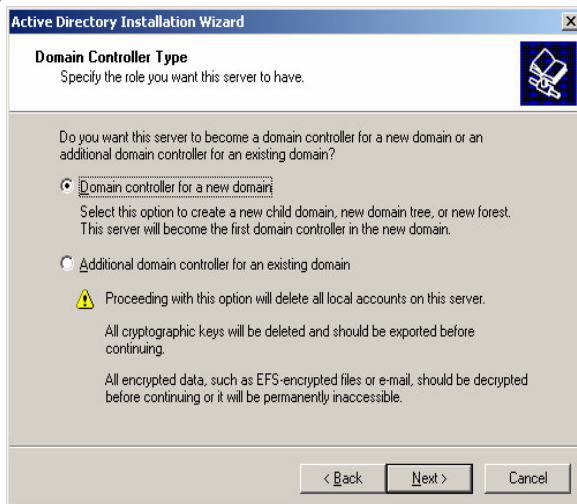 Active Directory Installation Wizard
Domain Controller Type
Specify the role you want this server to have.
Do you want this server to become a domain controller for a new domain or an
additional domain controller for an existing domain?
Domain controller for a new domain
Select this option to create a new child domain, new domain tree, or new forest.
This server will become the first domain controller in the new domain.
Additional domain controller for an existing domain
Proceeding with this option will delete all local accounts on this server.
All cryptographic keys will be deleted and should be exported before
continuing.
All encrypted data, such as EFS-encrypted files or e-mail, should be decrypted
before continuing or it will be permanently inaccessible.
< Back Next > Cancel